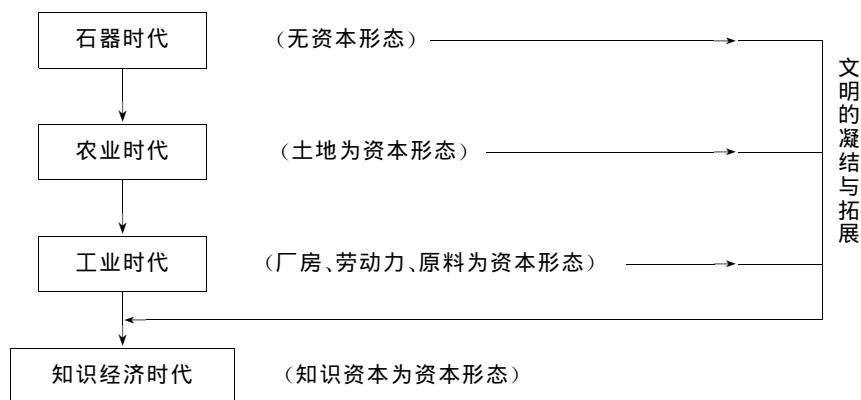 石器时代 （无资本形态）
农业时代 （土地为资本形态）
工业时代 （厂房、劳动力、原料为资本形态）
知识经济时代 （知识资本为资本形态）
文明的凝结与拓展